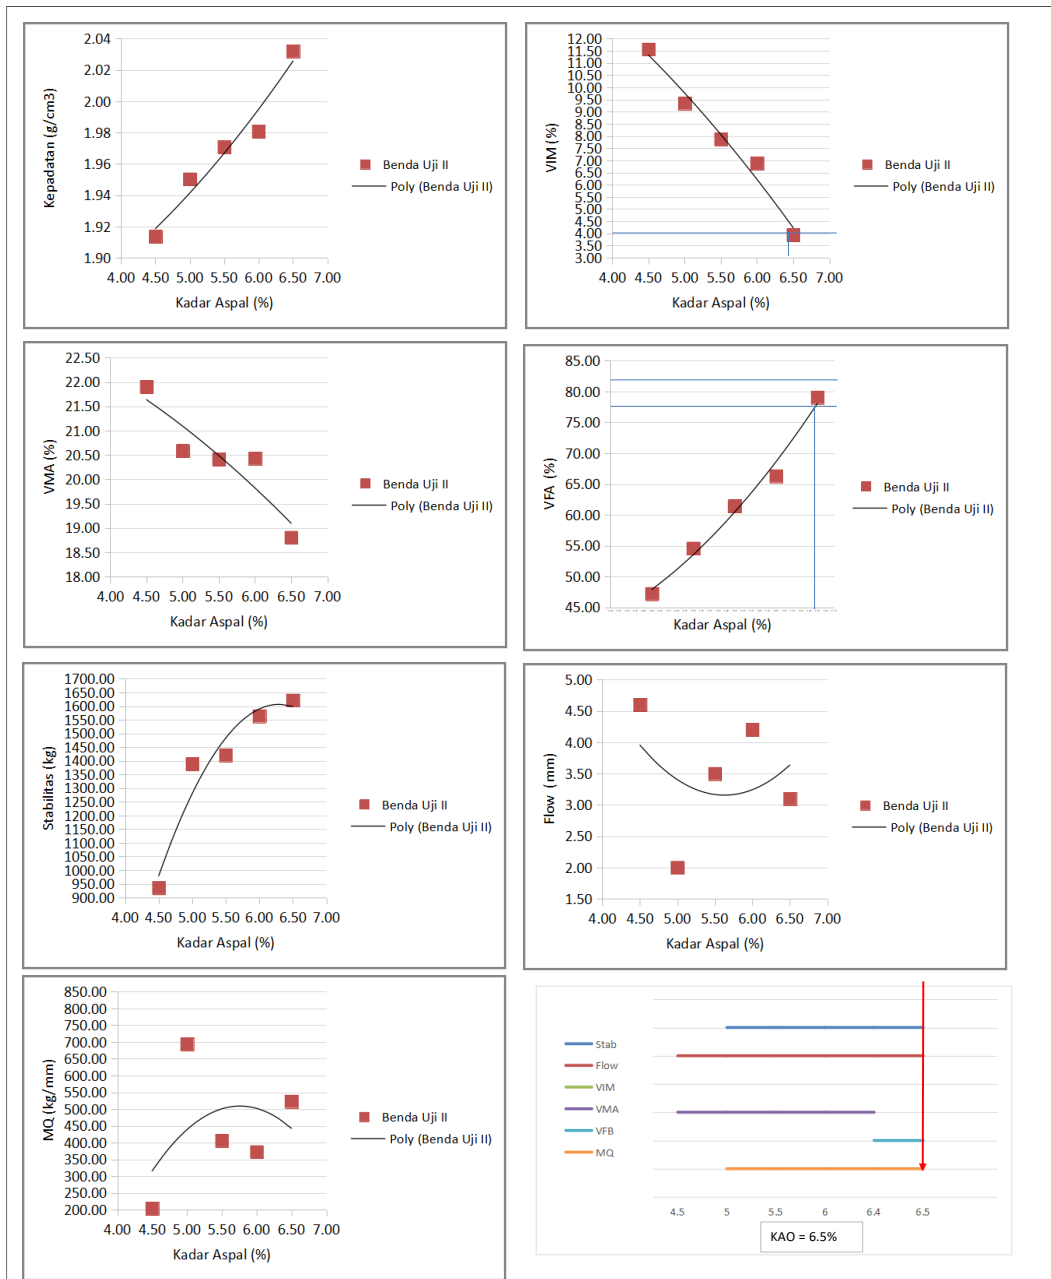 2.04
2.02
2.00
1.98
1.96
1.94
1.92
1.90
Kepadatan (g/cm3)
4.00 4.50 5.00 5.50 6.00 6.50 7.00
Kadar Aspal (%)
Benda Uji II
Poly (Benda Uji II)
12.00
11.50
11.00
10.50
10.00
9.50
9.00
8.50
8.00
7.50
7.00
6.50
6.00
5.50
5.00
4.50
4.00
3.50
3.00
VIM (%)
4.00 4.50 5.00 5.50 6.00 6.50 7.00
Kadar Aspal (%)
Benda Uji II
Poly (Benda Uji II)
22.50
22.00
21.50
21.00
20.50
20.00
19.50
19.00
18.50
18.00
VMA (%)
4.00 4.50 5.00 5.50 6.00 6.50 7.00
Kadar Aspal (%)
Benda Uji II
Poly (Benda Uji II)
85.00
80.00
75.00
70.00
65.00
60.00
55.00
50.00
45.00
VFA (%)
Kadar Aspal (%)
Benda Uji II
Poly (Benda Uji II)
1700.00
1650.00
1600.00
1550.00
1500.00
1450.00
1400.00
1350.00
1300.00
1250.00
1200.00
1150.00
1100.00
1050.00
1000.00
950.00
900.00
Stabilitas (kg)
4.00 4.50 5.00 5.50 6.00 6.50 7.00
Kadar Aspal (%)
Benda Uji II
Poly (Benda Uji II)
5.00
4.50
4.00
3.50
3.00
2.50
2.00
1.50
Flow (mm)
4.00 4.50 5.00 5.50 6.00 6.50 7.00
Kadar Aspal (%)
Benda Uji II
Poly (Benda Uji II)
850.00
800.00
750.00
700.00
650.00
600.00
550.00
500.00
450.00
400.00
350.00
300.00
250.00
200.00
MQ (kg/mm)
4.00 4.50 5.00 5.50 6.00 6.50 7.00
Kadar Aspal (%)
Benda Uji II
Poly (Benda Uji II)
Stab
Flow
VIM
VMA
VFB
MQ
4.5 5 5.5 6 6.4 6.5
KAO = 6.5%